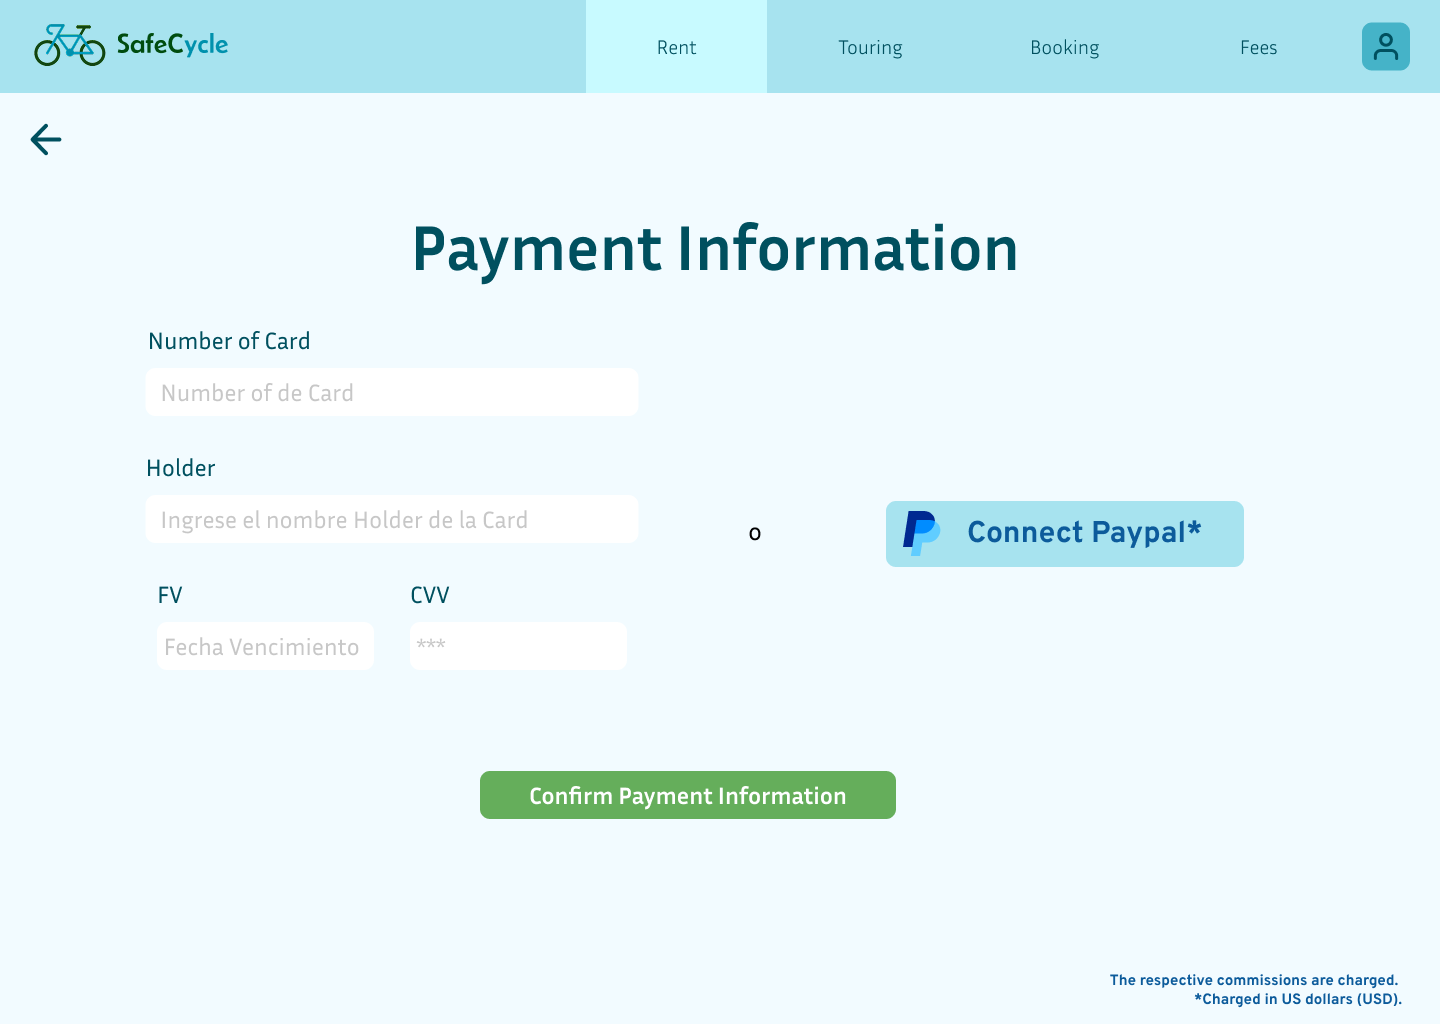 SafeCycle
Rent
Touring
Booking
Fees
Payment Information
Number of Card
Number of de Card
Holder
Ingrese el nombre Holder de la Card
o
Connect Paypal*
FV
CVV
Fecha Vencimiento
***
Confirm Payment Information
The respective commissions are charged.
*Charged in US dollars (USD).